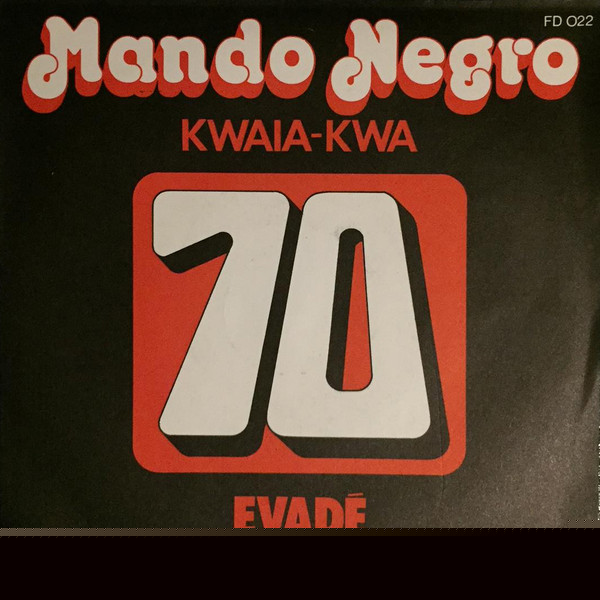 FD 022
Mando Negro
KWAIA-KWA
70
EVADÉ